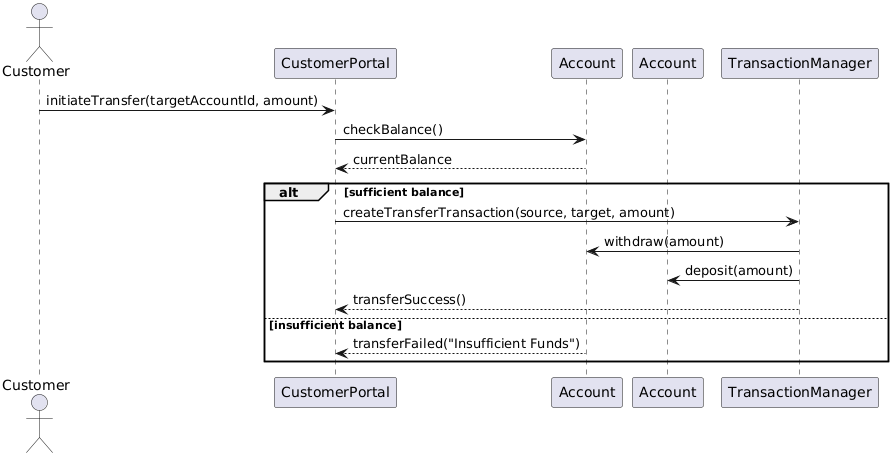 Customer
CustomerPortal
Account
Account
TransactionManager
initiateTransfer(targetAccountId, amount)
checkBalance()
currentBalance
alt
[sufficient balance]
createTransferTransaction(source, target, amount)
withdraw(amount)
deposit(amount)
transferSuccess()
[insufficient balance]
transferFailed("Insufficient Funds")
Customer
CustomerPortal
Account
Account
TransactionManager